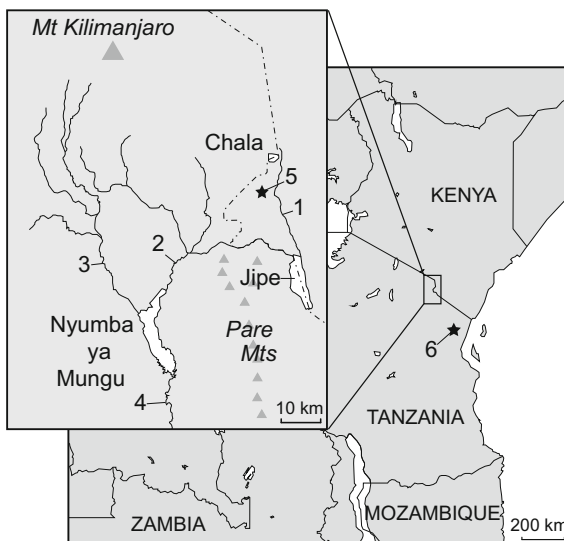 Mt Kilimanjaro
Chala
5
1
2
3
Jipe
Nyumba
ya
Mungu
Pare
Mts
4
10 km
KENYA
6
TANZANIA
ZAMBIA
MOZAMBIQUE
200 km